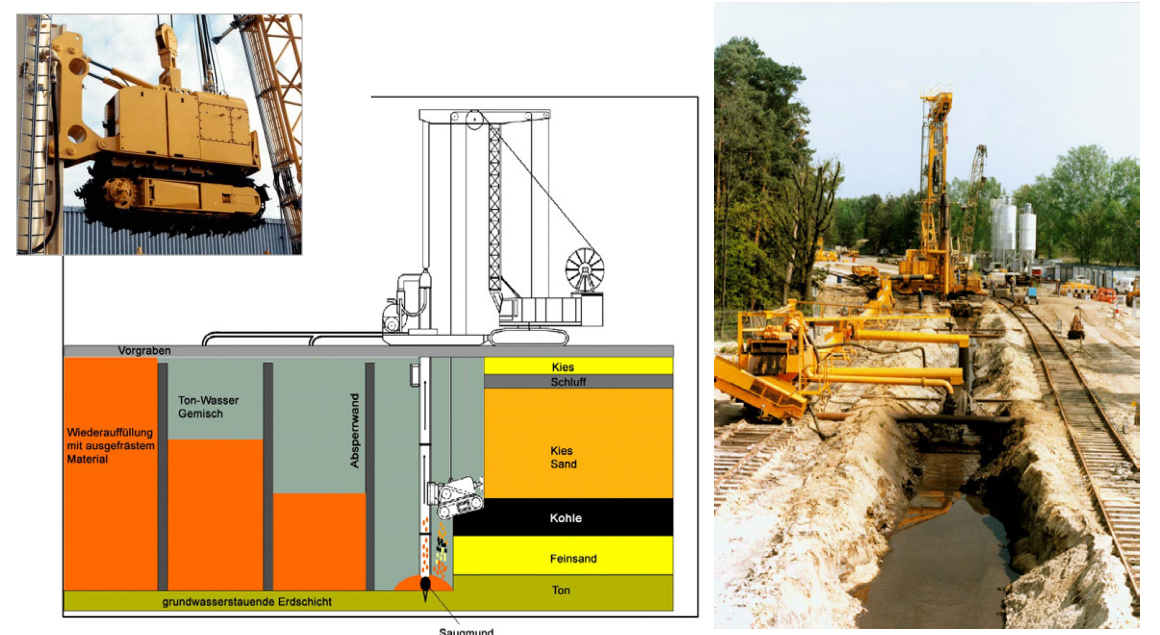 Vorgraben
Kies
Schluff
Ton-Wasser
Gemisch
Absperrwand
Wiederauffüllung
mit ausgefrästem
Material
Kies
Sand
Kohle
Feinsand
Ton
grundwasserstauende Erdschicht
Saugmund